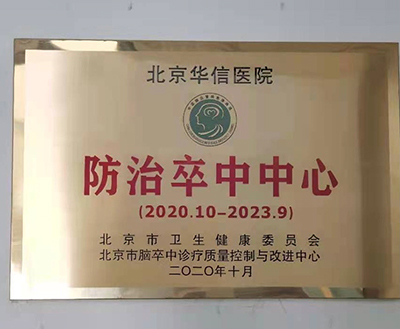 北京华信医院
防治卒中中心
(2020.10-2023.9)
北京市卫生健康委员会
北京市脑卒中诊疗质量控制与改进中心
二〇二〇年十月